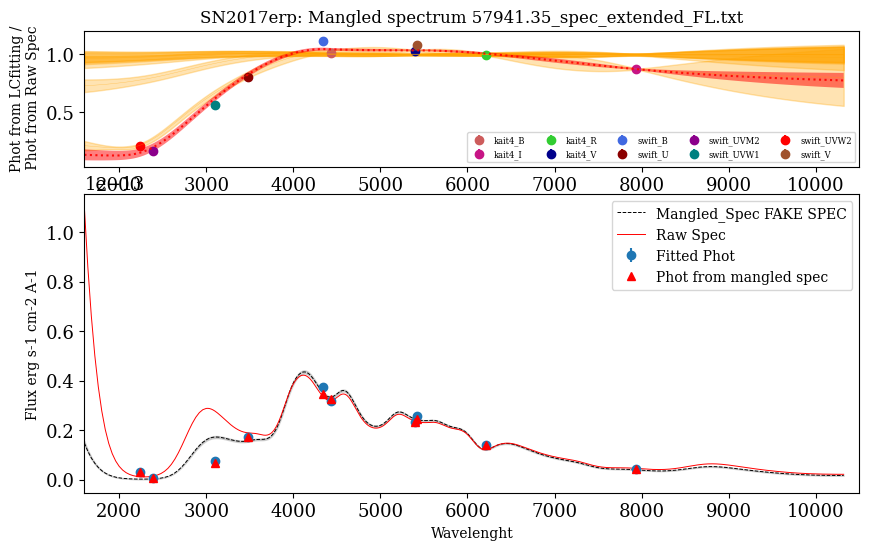 SN2017erp: Mangled spectrum 57941.35_spec_extended_FL.txt
Phot from LCfitting /
Phot from Raw Spec
1.0
0.5
kait4_B kait4_R swift_B swift_UVM2 swift_UVW2
kait4_I kait4_V swift_U swift_UVW1 swift_V
2000 3000 4000 5000 6000 7000 8000 9000 10000
1e−13
Flux erg s-1 cm-2 A-1
1.0
0.8
0.6
0.4
0.2
0.0
Mangled_Spec FAKE SPEC
Raw Spec
Fitted Phot
Phot from mangled spec
2000 3000 4000 5000 6000 7000 8000 9000 10000
Wavelenght